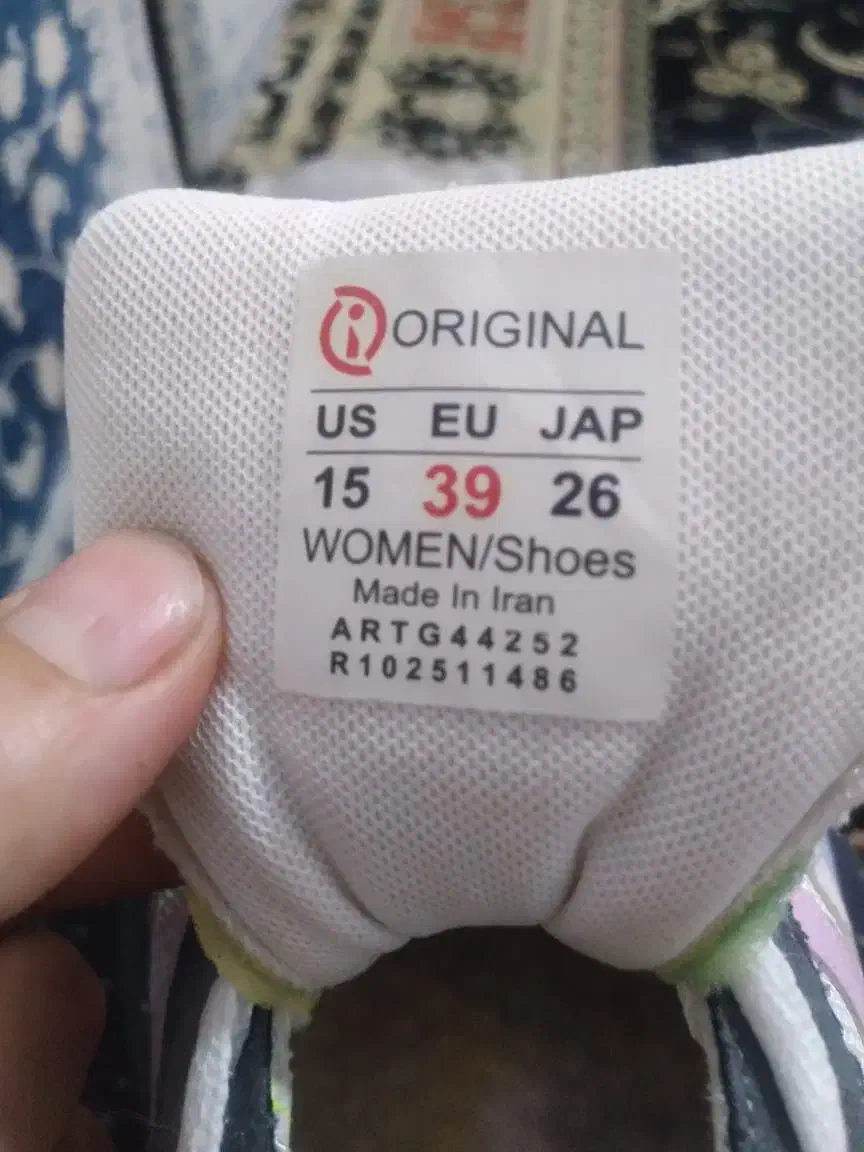 ORIGINAL
US EU JAP
15 39 26
WOMEN/Shoes
Made In Iran
ARTG44252
R102511486